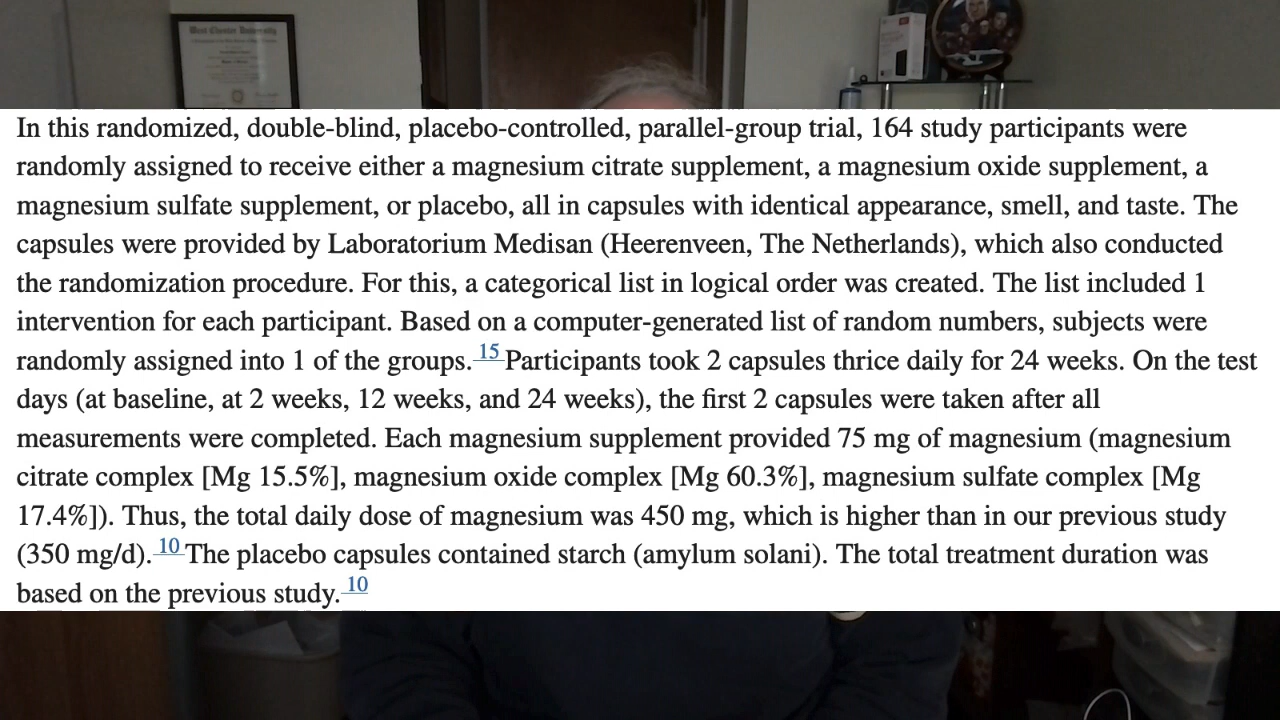 West Chester University
In this randomized, double-blind, placebo-controlled, parallel-group trial, 164 study participants were
randomly assigned to receive either a magnesium citrate supplement, a magnesium oxide supplement, a
magnesium sulfate supplement, or placebo, all in capsules with identical appearance, smell, and taste. The
capsules were provided by Laboratorium Medisan (Heerenveen, The Netherlands), which also conducted
the randomization procedure. For this, a categorical list in logical order was created. The list included 1
intervention for each participant. Based on a computer-generated list of random numbers, subjects were
randomly assigned into 1 of the groups. 15 Participants took 2 capsules thrice daily for 24 weeks. On the test
days (at baseline, at 2 weeks, 12 weeks, and 24 weeks), the first 2 capsules were taken after all
measurements were completed. Each magnesium supplement provided 75 mg of magnesium (magnesium
citrate complex [Mg 15.5%], magnesium oxide complex [Mg 60.3%], magnesium sulfate complex [Mg
17.4%]). Thus, the total daily dose of magnesium was 450 mg, which is higher than in our previous study
(350 mg/d). 10 The placebo capsules contained starch (amylum solani). The total treatment duration was
based on the previous study. 10